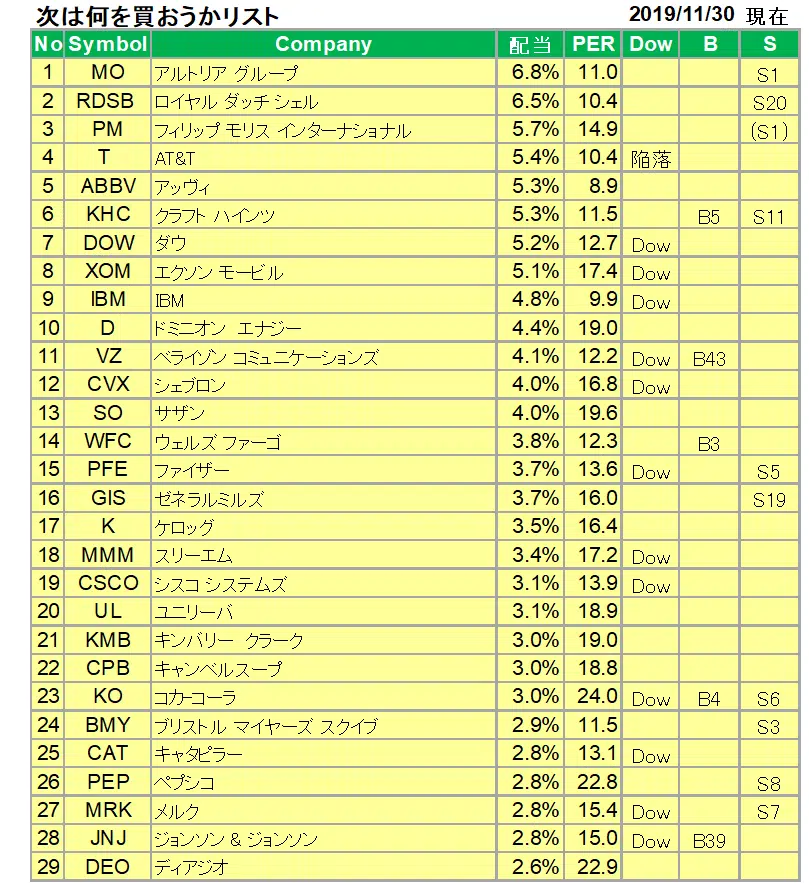 次は何を買おうかリスト 2019/11/30 現在
No Symbol Company 配当 PER Dow B S
1 MO アルトリア グループ 6.8% 11.0 S1
2 RDSB ロイヤル ダッチ シェル 6.5% 10.4 S20
3 PM フィリップ モリス インターナショナル 5.7% 14.9 (S1)
4 T AT&T 5.4% 10.4 陥落
5 ABBV アッヴィ 5.3% 8.9
6 KHC クラフト ハインツ 5.3% 11.5 B5 S11
7 DOW ダウ 5.2% 12.7 Dow
8 XOM エクソン モービル 5.1% 17.4 Dow
9 IBM IBM 4.8% 9.9 Dow
10 D ドミニオン エナジー 4.4% 19.0
11 VZ ベライゾン コミュニケーションズ 4.1% 12.2 Dow B43
12 CVX シェブロン 4.0% 16.8 Dow
13 SO サザン 4.0% 19.6
14 WFC ウェルズ ファーゴ 3.8% 12.3 B3
15 PFE ファイザー 3.7% 13.6 Dow S5
16 GIS ゼネラルミルズ 3.7% 16.0 S19
17 K ケロッグ 3.5% 16.4
18 MMM スリーエム 3.4% 17.2 Dow
19 CSCO シスコ システムズ 3.1% 13.9 Dow
20 UL ユニリーバ 3.1% 18.9
21 KMB キンバリー クラーク 3.0% 19.0
22 CPB キャンベルスープ 3.0% 18.8
23 KO コカ･コーラ 3.0% 24.0 Dow B4 S6
24 BMY ブリストル マイヤーズ スクイブ 2.9% 11.5 S3
25 CAT キャタピラー 2.8% 13.1 Dow
26 PEP ペプシコ 2.8% 22.8 S8
27 MRK メルク 2.8% 15.4 Dow S7
28 JNJ ジョンソン & ジョンソン 2.8% 15.0 Dow B39
29 DEO ディアジオ 2.6% 22.9